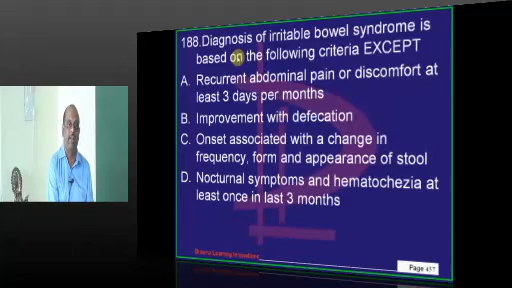 188.Diagnosis of irritable bowel syndrome is
based on the following criteria EXCEPT
A. Recurrent abdominal pain or discomfort at
least 3 days per months
B. Improvement with defecation
C. Onset associated with a change in
frequency, form and appearance of stool
D. Nocturnal symptoms and hematochezia at
least once in last 3 months
Learning Innovations
Page 457